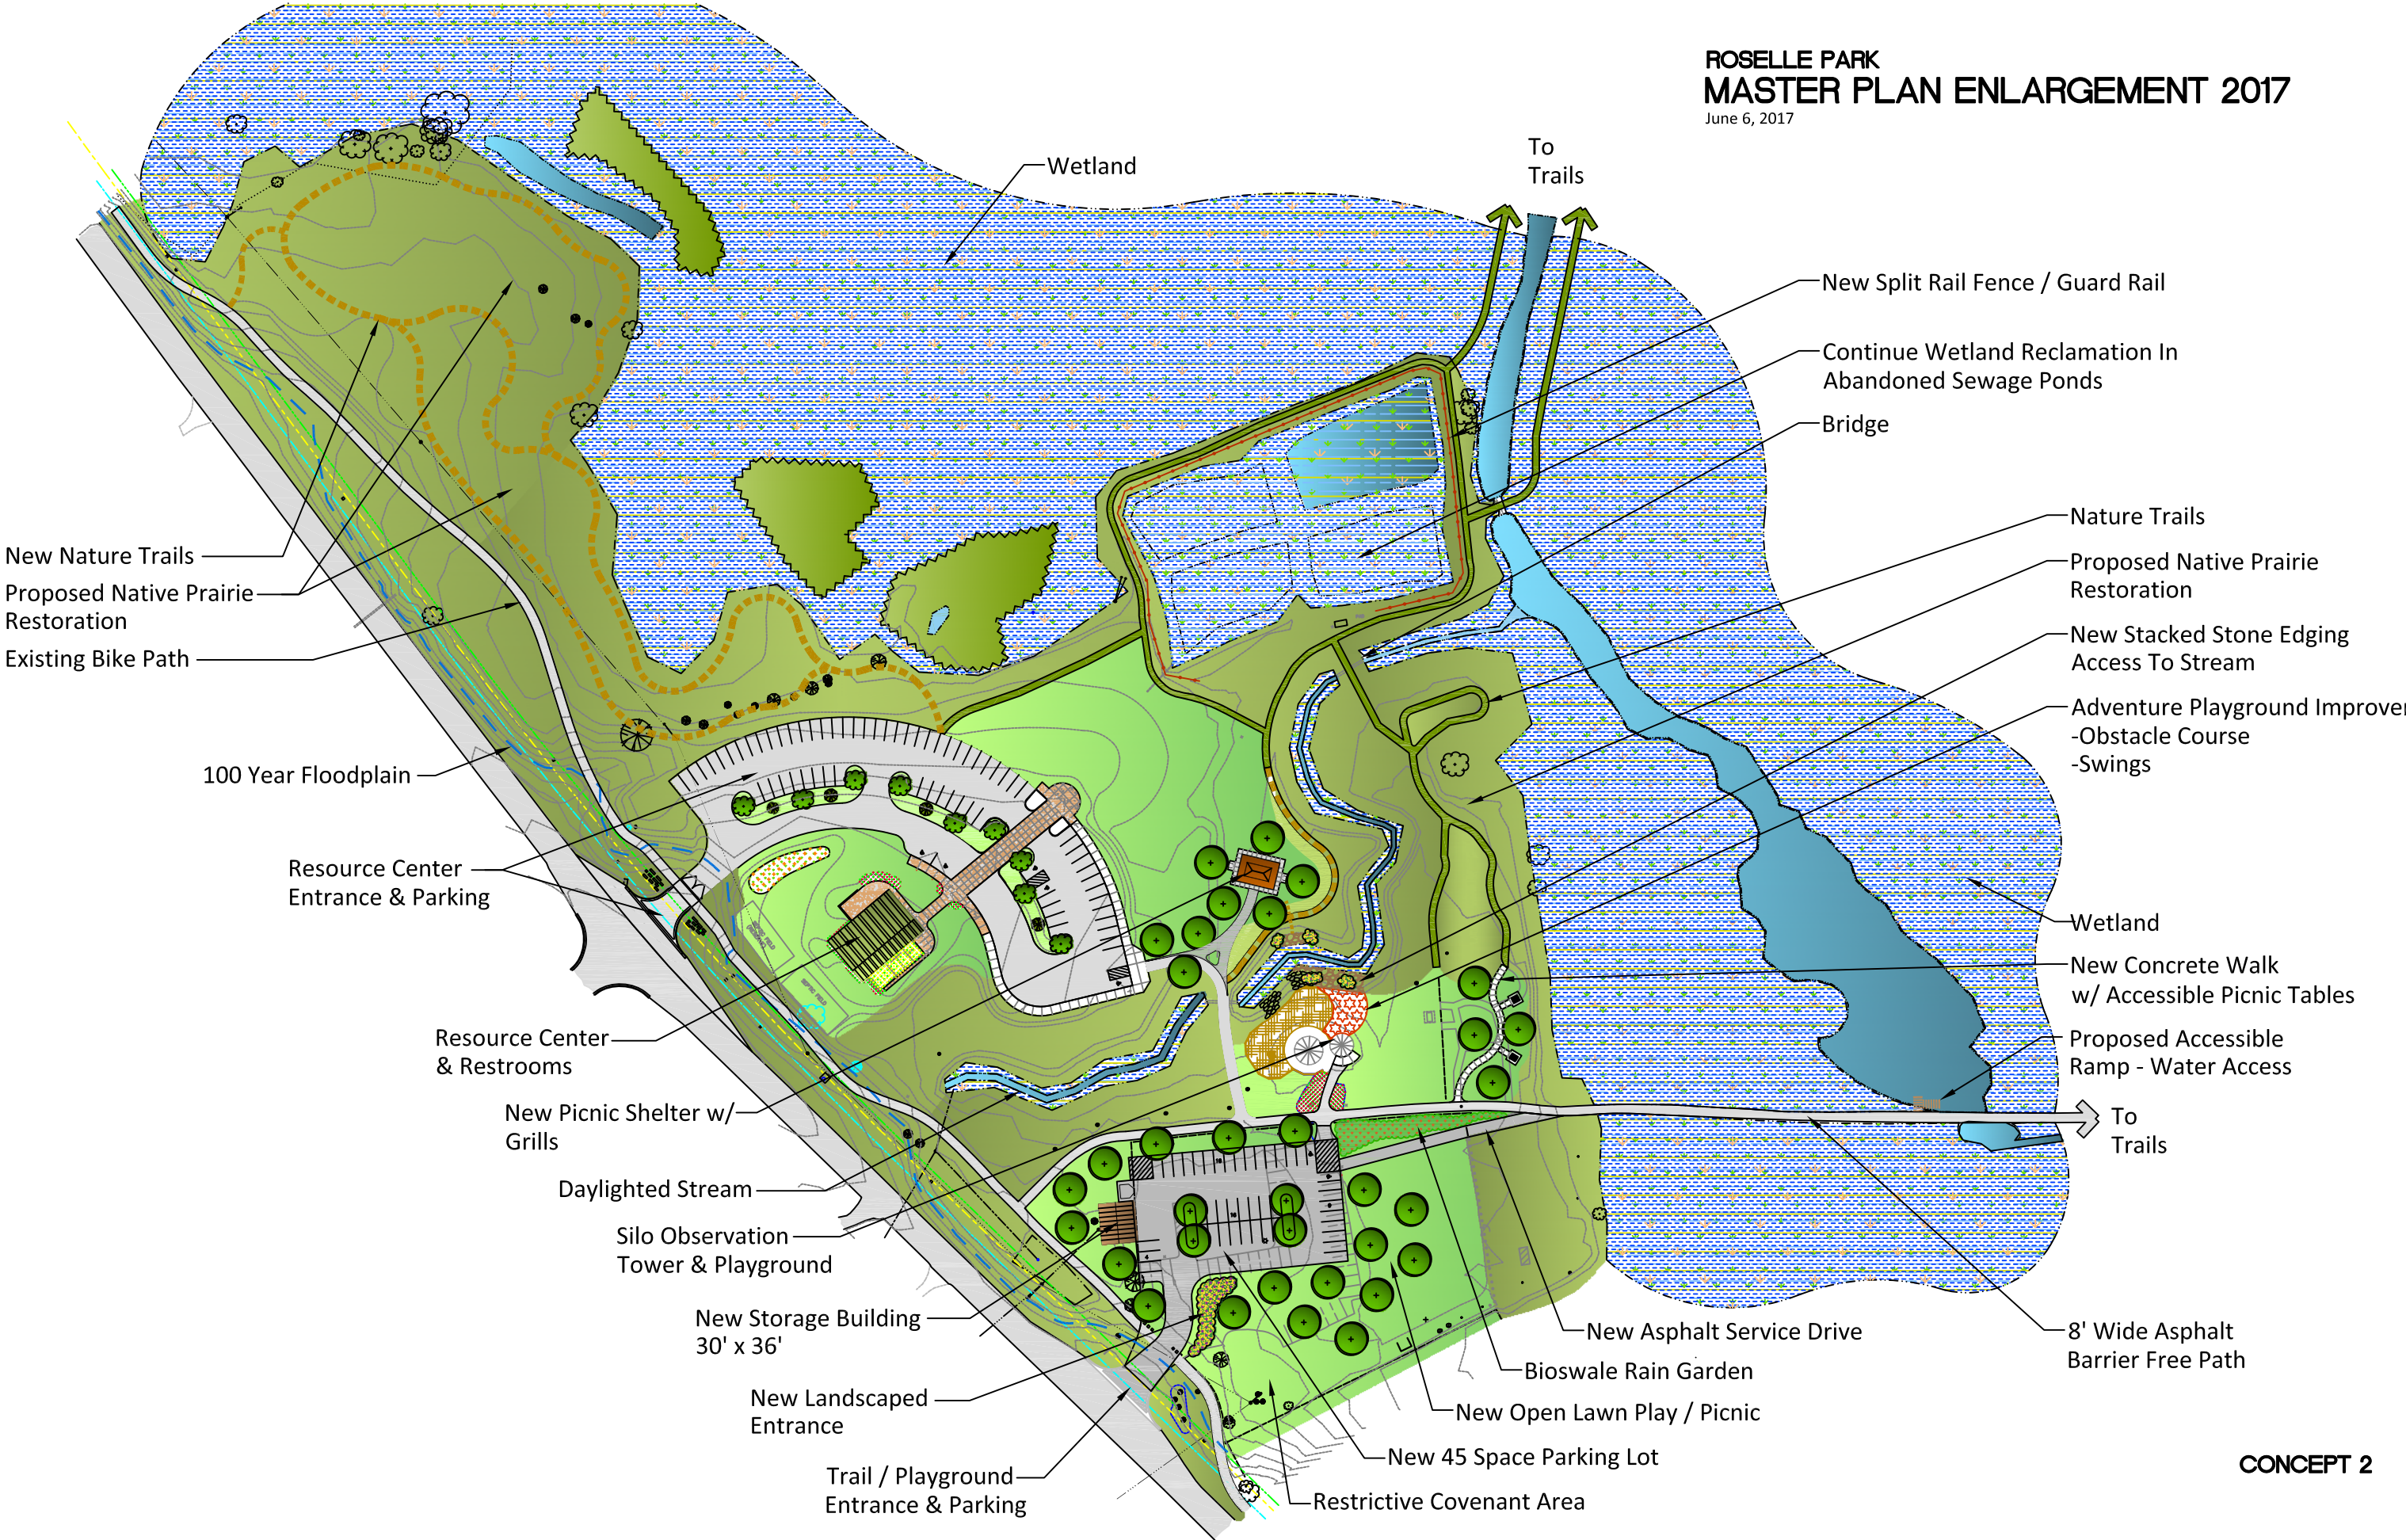 ROSELLE PARK
MASTER PLAN ENLARGEMENT 2017
June 6, 2017
To
Trails
Wetland
New Split Rail Fence / Guard Rail
Continue Wetland Reclamation In
Abandoned Sewage Ponds
Bridge
Nature Trails
Proposed Native Prairie
Restoration
New Stacked Stone Edging
Access To Stream
Adventure Playground Improve
-Obstacle Course
-Swings
Wetland
New Concrete Walk
w/ Accessible Picnic Tables
Proposed Accessible
Ramp - Water Access
To
Trails
8' Wide Asphalt
Barrier Free Path
New Nature Trails
Proposed Native Prairie
Restoration
Existing Bike Path
100 Year Floodplain
Resource Center
Entrance & Parking
Resource Center
& Restrooms
New Picnic Shelter w/
Grills
Daylighted Stream
Silo Observation
Tower & Playground
New Storage Building
30' x 36'
New Landscaped
Entrance
Trail / Playground
Entrance & Parking
New Asphalt Service Drive
Bioswale Rain Garden
New Open Lawn Play / Picnic
New 45 Space Parking Lot
Restrictive Covenant Area
CONCEPT 2